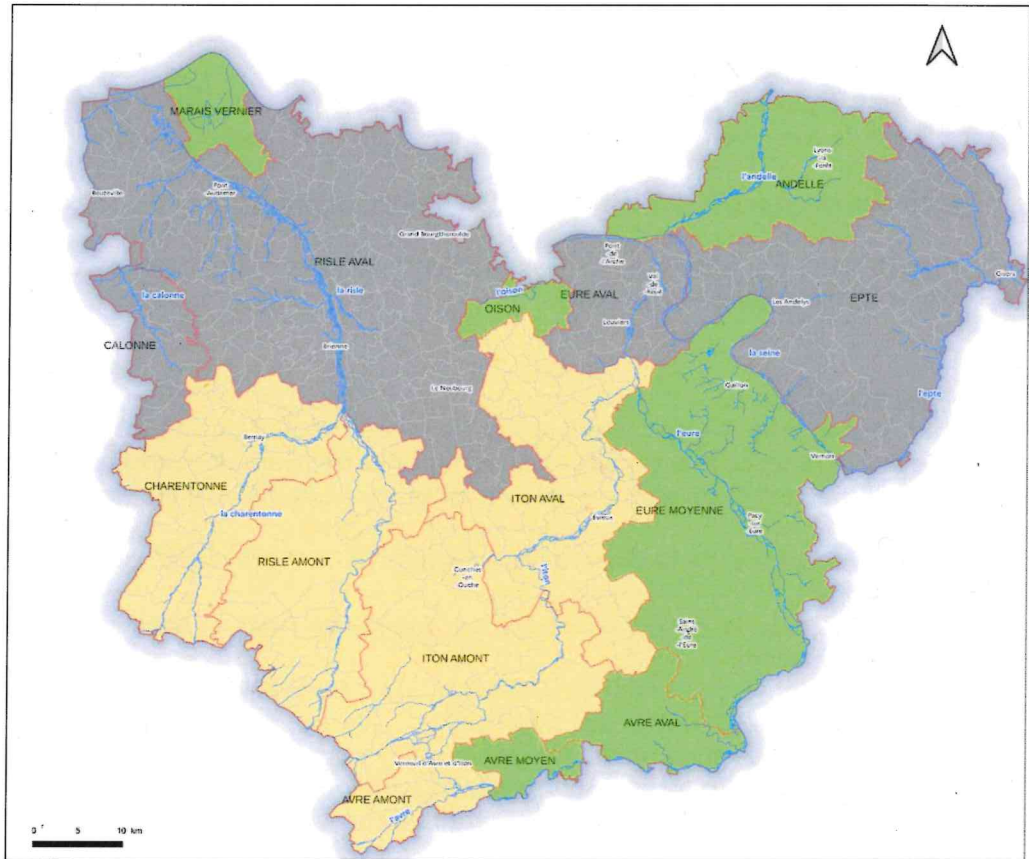 MARAIS VERNIER
Lyons
la
Forêt
l'andelle
ANDELLE
Beuzeville
Pont
Audemer
Grand Bourgtheroulde
Pont
de
l'Arche
RISLE AVAL
Val
de
Reuil
Gisors
la calonne
la risle
l'oison
OISON
EURE AVAL
Les Andelys
EPTE
Louviers
CALONNE
Brionne
la seine
Le Neubourg
Gaillon
l'epte
Bernay
l'eure
Vernon
CHARENTONNE
ITON AVAL
EURE MOYENNE
la charentonne
Evreux
Pacy
sur
Eure
RISLE AMONT
Conches
en
Ouche
l'iton
Saint
André
de
l'Eure
ITON AMONT
AVRE AVAL
Verneuil d'Avre et d'Iton
AVRE MOYEN
AVRE AMONT
l'avre
0 5 10 km